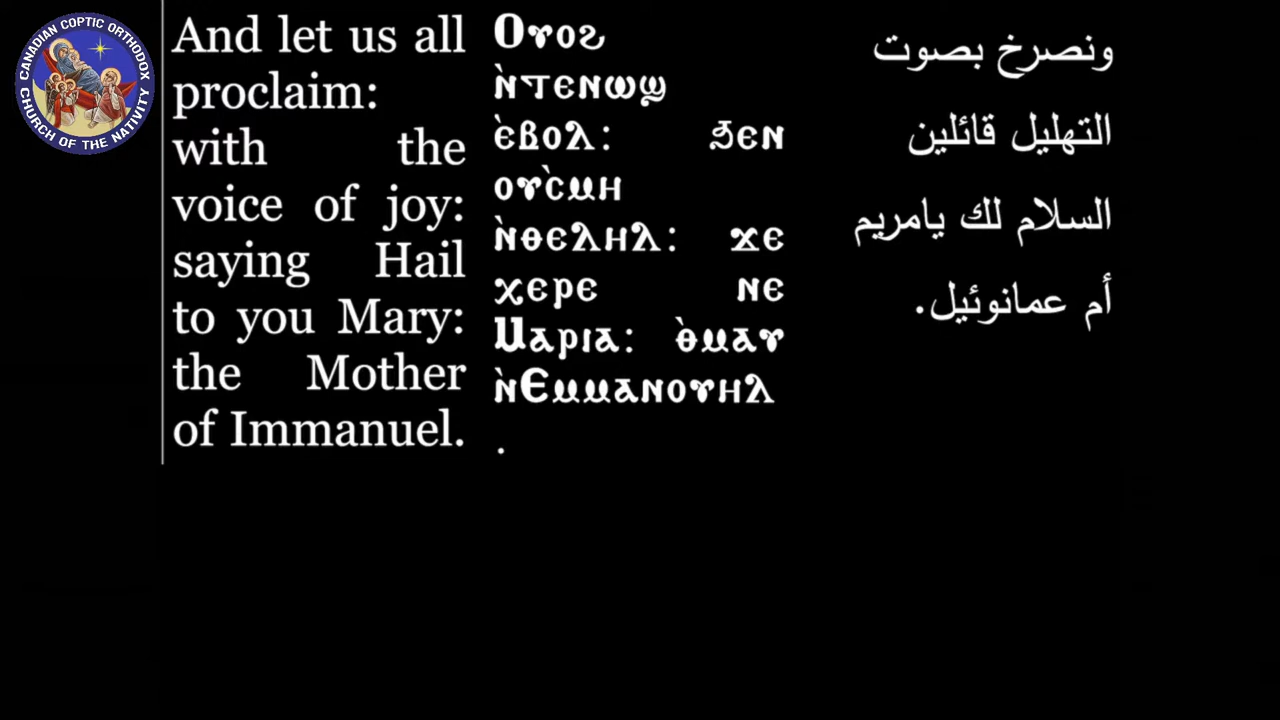 CANADIAN COPTIC ORTHODOX
CHURCH OF THE NATIVITY
And let us all
proclaim:
with the
voice of joy:
saying Hail
to you Mary:
the Mother
of Immanuel.
Ⲟⲩⲟϩ
ⲛ̀ⲧⲉⲛⲱϣ
ⲉ̀ⲃⲟⲗ: ϧⲉⲛ
ⲟⲩⲥ̀ⲙⲏ
ⲛ̀ⲑⲉⲗⲏⲗ: ϫⲉ
ⲭⲉⲣⲉ ⲛⲉ
Ⲙⲁⲣⲓⲁ: ⲑ̀ⲙⲁⲩ
ⲛ̀Ⲉⲙⲙⲁⲛⲟⲩⲏⲗ
.
ونصرخ بصوت
التهليل قائلين
السلام لك يامريم
أم عمانوئيل.